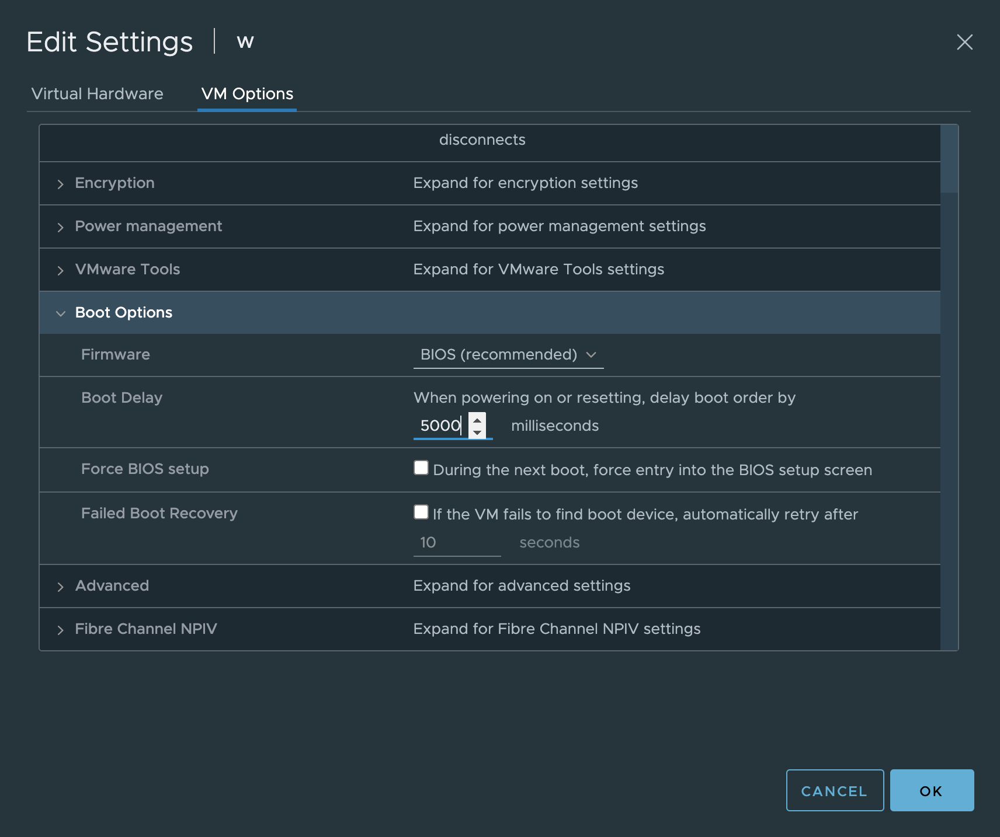 Edit Settings | w
Virtual Hardware VM Options
disconnects
Encryption Expand for encryption settings
Power management Expand for power management settings
VMware Tools Expand for VMware Tools settings
Boot Options
Firmware BIOS (recommended)
Boot Delay When powering on or resetting, delay boot order by
5000 milliseconds
Force BIOS setup During the next boot, force entry into the BIOS setup screen
Failed Boot Recovery If the VM fails to find boot device, automatically retry after
10 seconds
Advanced Expand for advanced settings
Fibre Channel NPIV Expand for Fibre Channel NPIV settings
CANCEL OK